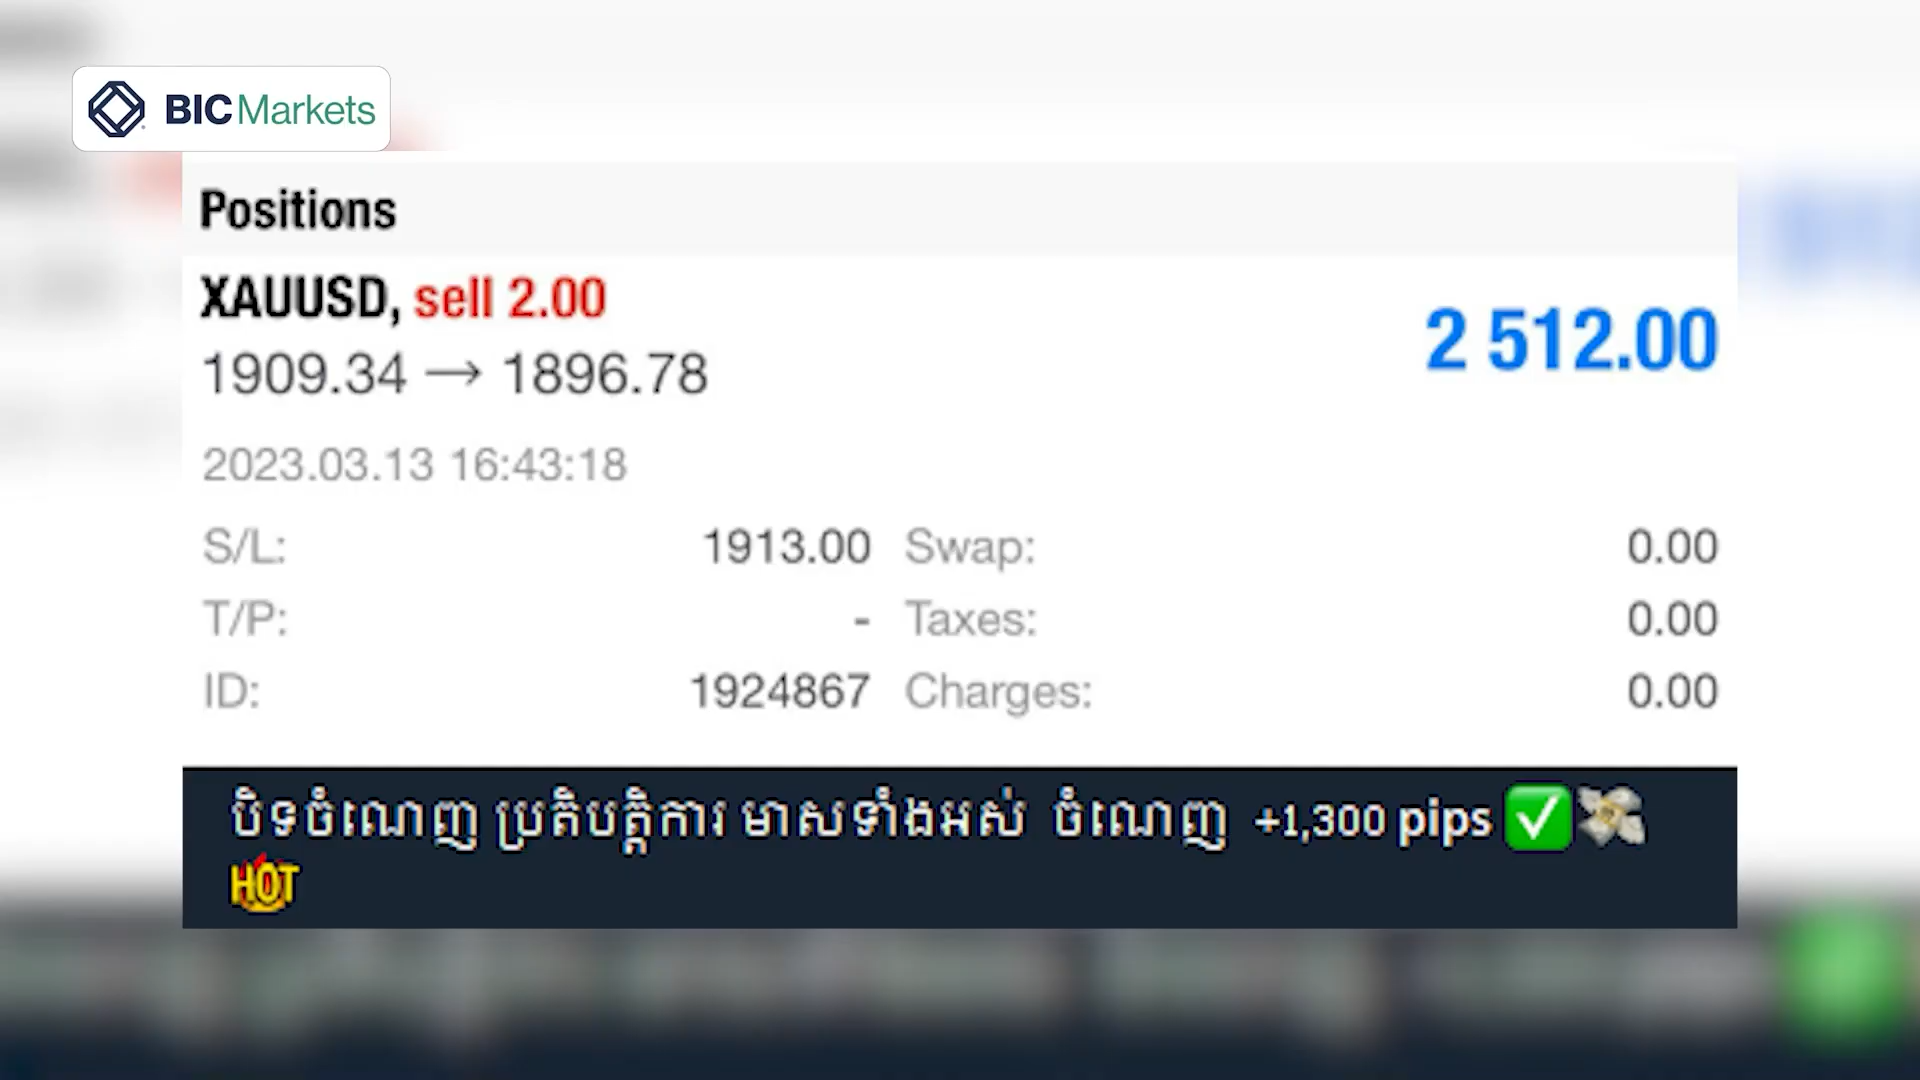 BIC Markets
Positions
XAUUSD, sell 2.00
1909.34 → 1896.78
2 512.00
2023.03.13 16:43:18
S/L: 1913.00 Swap: 0.00
T/P: - Taxes: 0.00
ID: 1924867 Charges: 0.00
បិទចំណេញ ប្រតិបត្តិការ មាសទាំងអស់ ចំណេញ +1,300 pips ✅💸
HOT